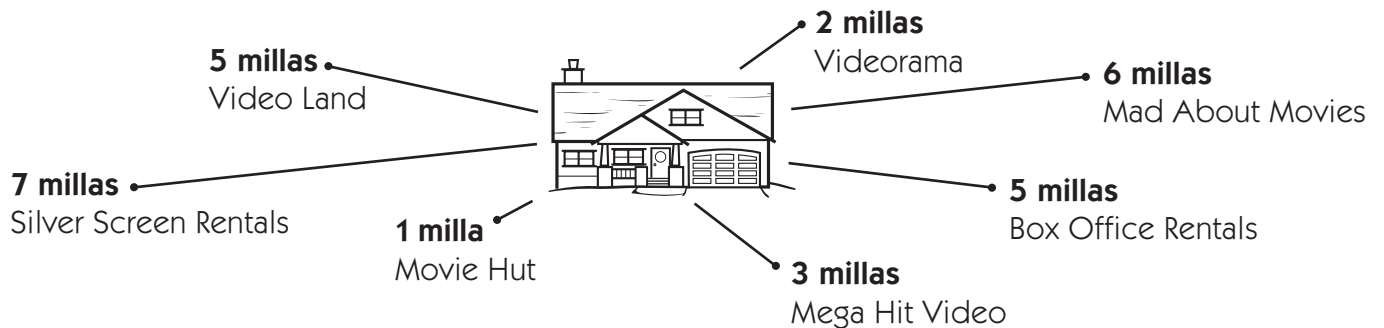 2 millas
Videorama
5 millas
Video Land
6 millas
Mad About Movies
7 millas
Silver Screen Rentals
5 millas
Box Office Rentals
1 milla
Movie Hut
3 millas
Mega Hit Video